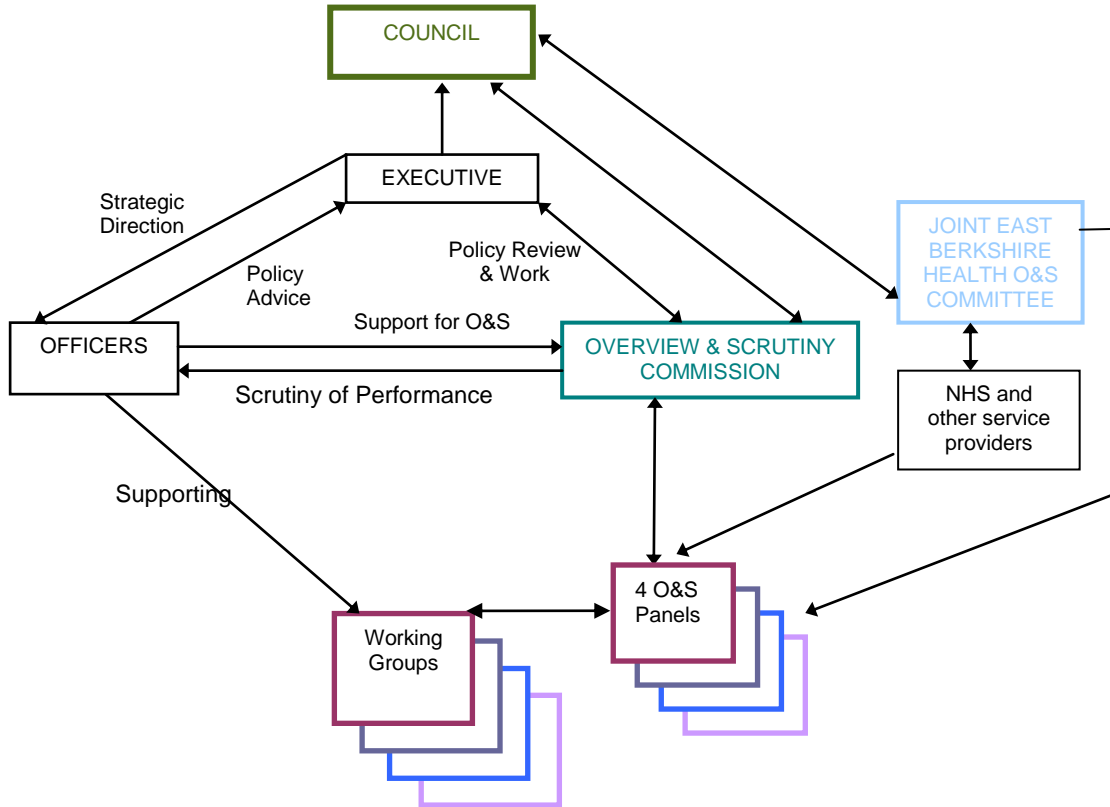 COUNCIL
EXECUTIVE
Strategic
Direction
JOINT EAST
BERKSHIRE
HEALTH O&S
COMMITTEE
Policy Review
& Work
Policy
Advice
Support for O&S
OFFICERS
OVERVIEW & SCRUTINY
COMMISSION
Scrutiny of Performance
NHS and
other service
providers
Supporting
4 O&S
Panels
Working
Groups